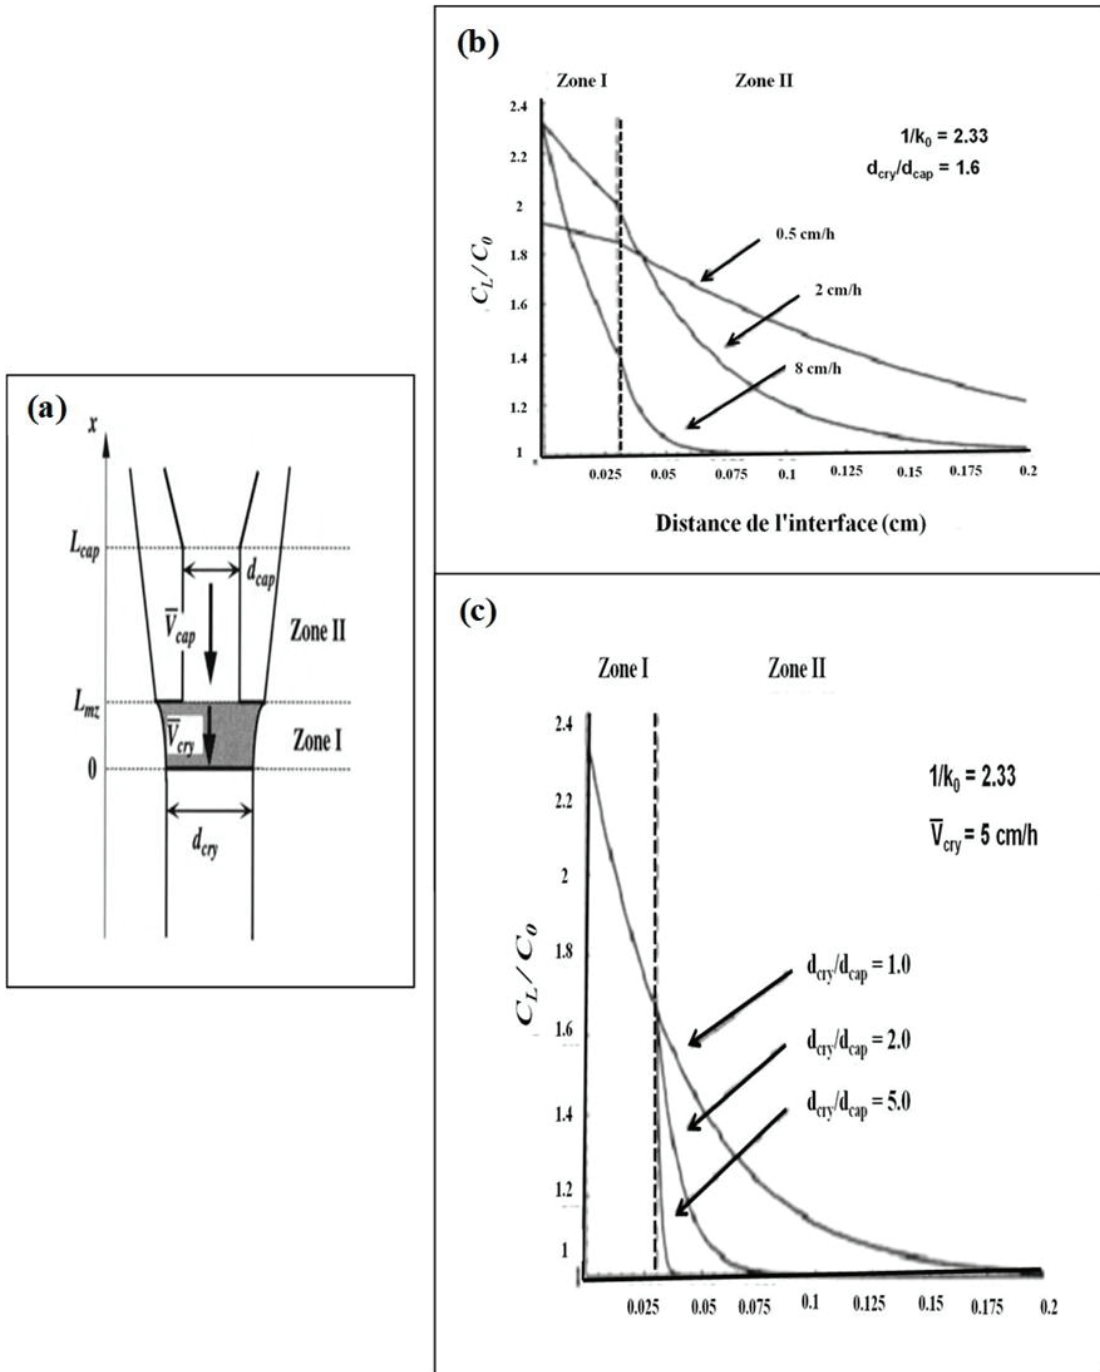 (a)
x
L_cap
d_cap
V̅_cap
Zone II
L_mz
V̅_cry
Zone I
0
d_cry
(b)
Zone I Zone II
2.4
2.2
2
1.8
1.6
1.4
1.2
1
C_L / C_0
1/k_0 = 2.33
d_cry/d_cap = 1.6
0.5 cm/h
2 cm/h
8 cm/h
0.025 0.05 0.075 0.1 0.125 0.15 0.175 0.2
Distance de l'interface (cm)
(c)
Zone I Zone II
2.4
2.2
2
1.8
1.6
1.4
1.2
1
C_L / C_0
1/k_0 = 2.33
V̅_cry = 5 cm/h
d_cry/d_cap = 1.0
d_cry/d_cap = 2.0
d_cry/d_cap = 5.0
0.025 0.05 0.075 0.1 0.125 0.15 0.175 0.2